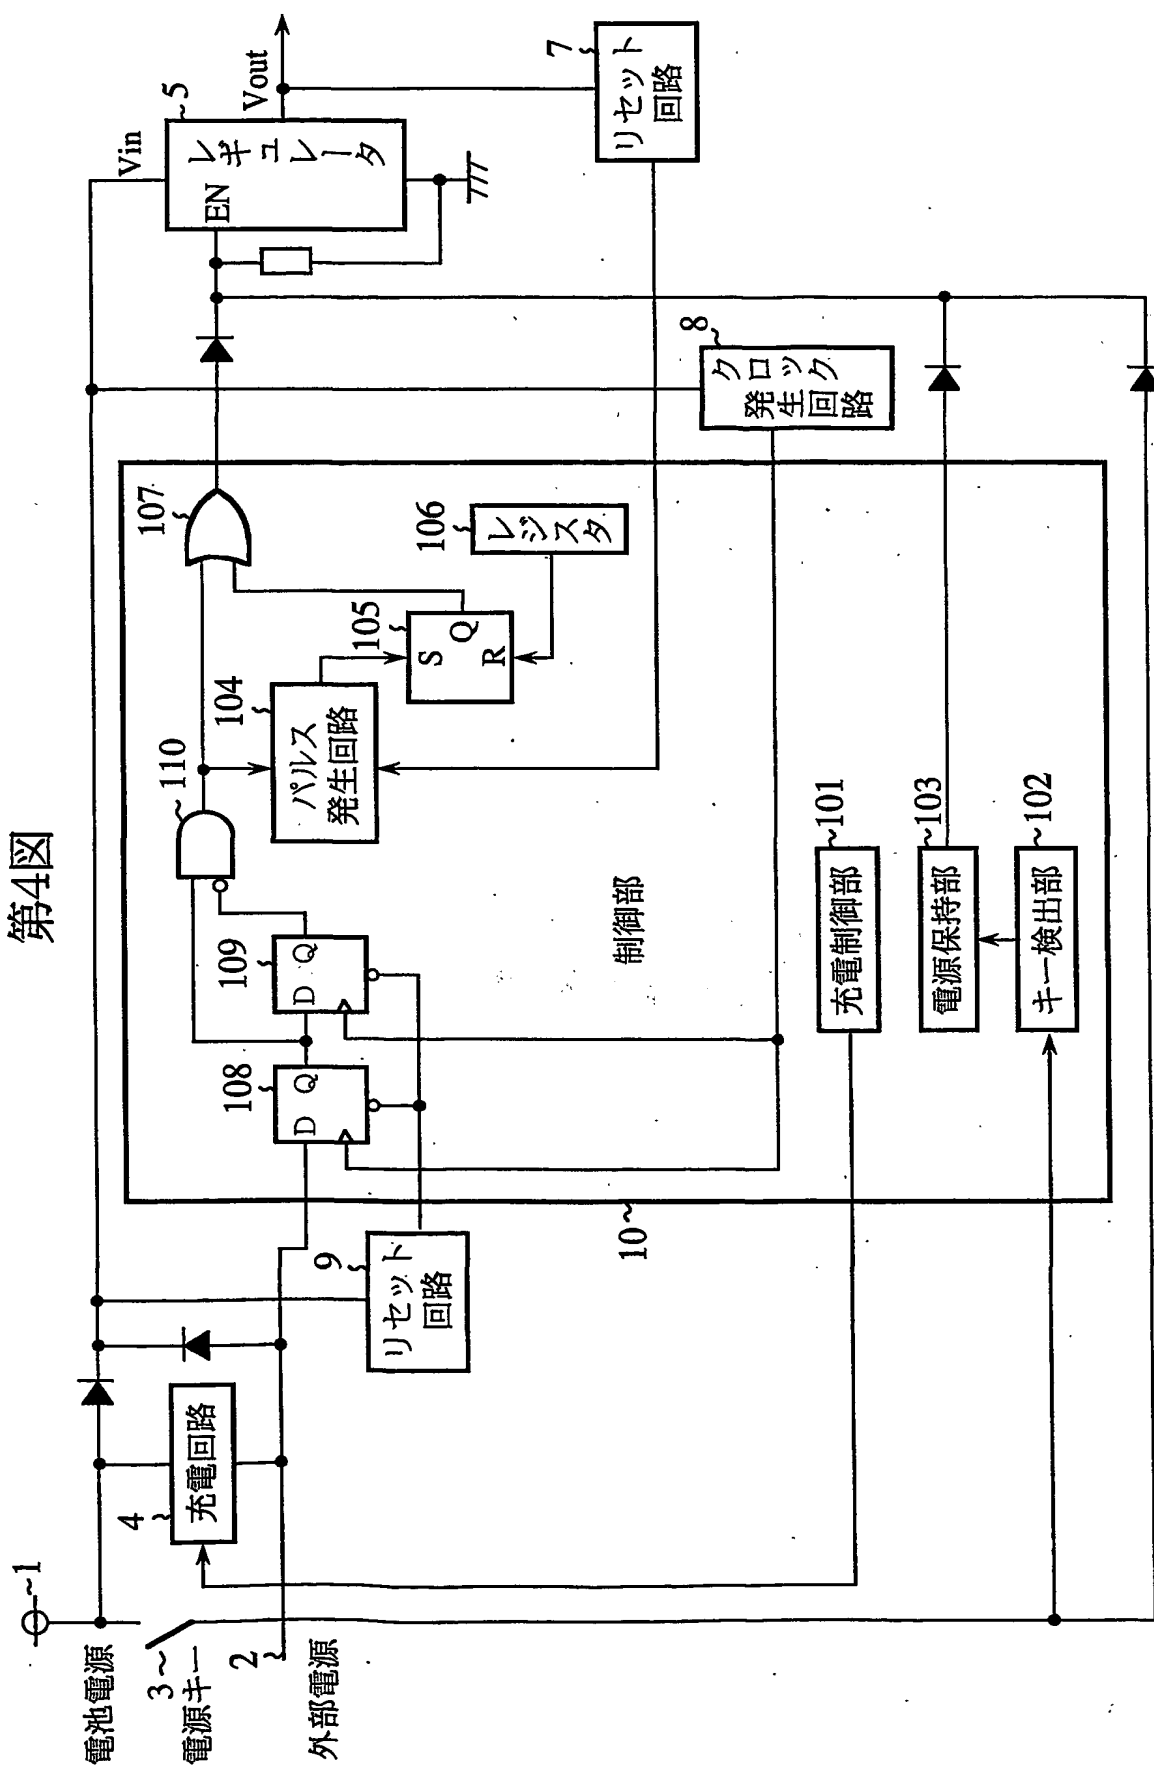 第4図
電池電源
1
3
電源キー
2
外部電源
4
充電回路
9
リセット
回路
10
制御部
108
D Q
109
D Q
110
104
パルス
発生回路
105
S
Q
R
106
レジスタ
107
101
充電制御部
103
電源保持部
102
キー検出部
8
クロック
発生回路
Vin
5
レギュレータ
EN
Vout
7
リセット
回路